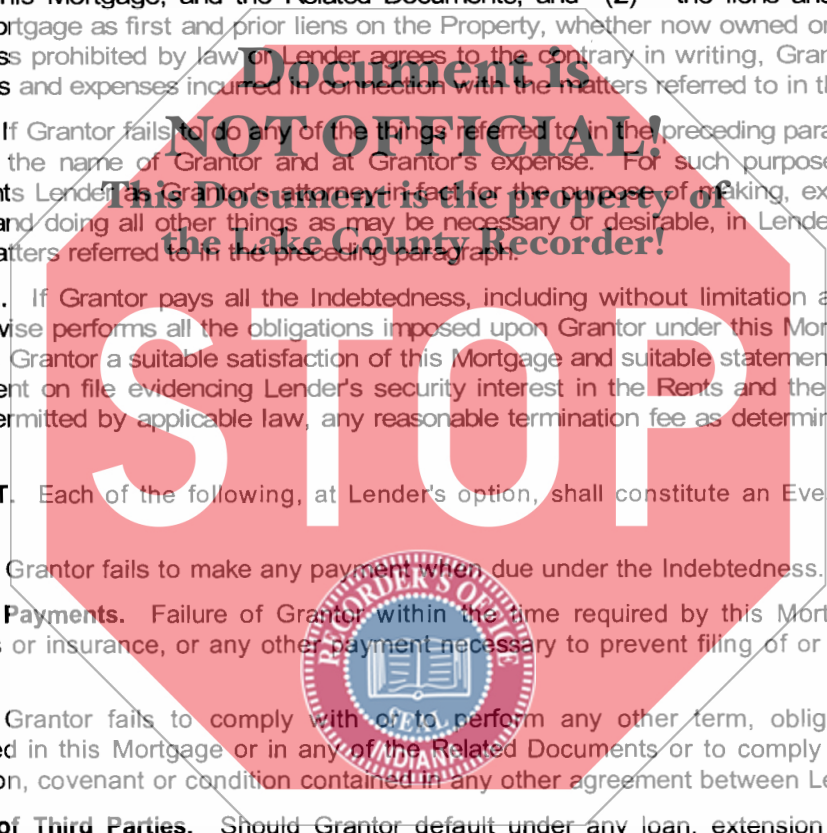 this Mortgage, and the Related Documents, and (2) the liens and
ortgage as first and prior liens on the Property, whether now owned or
ss prohibited by law or Lender agrees to the contrary in writing, Gran
s and expenses incurred in connection with the matters referred to in th
If Grantor fails to do any of the things referred to in the preceding para
the name of Grantor and at Grantor's expense. For such purpose
nts Lender as Grantor's attorney-in-fact for the purpose of making, ex
and doing all other things as may be necessary or desirable, in Lende
atters referred to in the preceding paragraph.
. If Grantor pays all the Indebtedness, including without limitation a
wise performs all the obligations imposed upon Grantor under this Mor
Grantor a suitable satisfaction of this Mortgage and suitable statemen
ent on file evidencing Lender's security interest in the Rents and the
ermitted by applicable law, any reasonable termination fee as determin
T. Each of the following, at Lender's option, shall constitute an Eve
Grantor fails to make any payment when due under the Indebtedness.
Payments. Failure of Grantor within the time required by this Mort
s or insurance, or any other payment necessary to prevent filing of or
Grantor fails to comply with or to perform any other term, oblig
ed in this Mortgage or in any of the Related Documents or to comply
on, covenant or condition contained in any other agreement between Le
of Third Parties. Should Grantor default under any loan, extension
Document is
NOT OFFICIAL!
This Document is the property of
the Lake County Recorder!
STOP
RECORDER'S OFFICE
SEAL
INDIANA